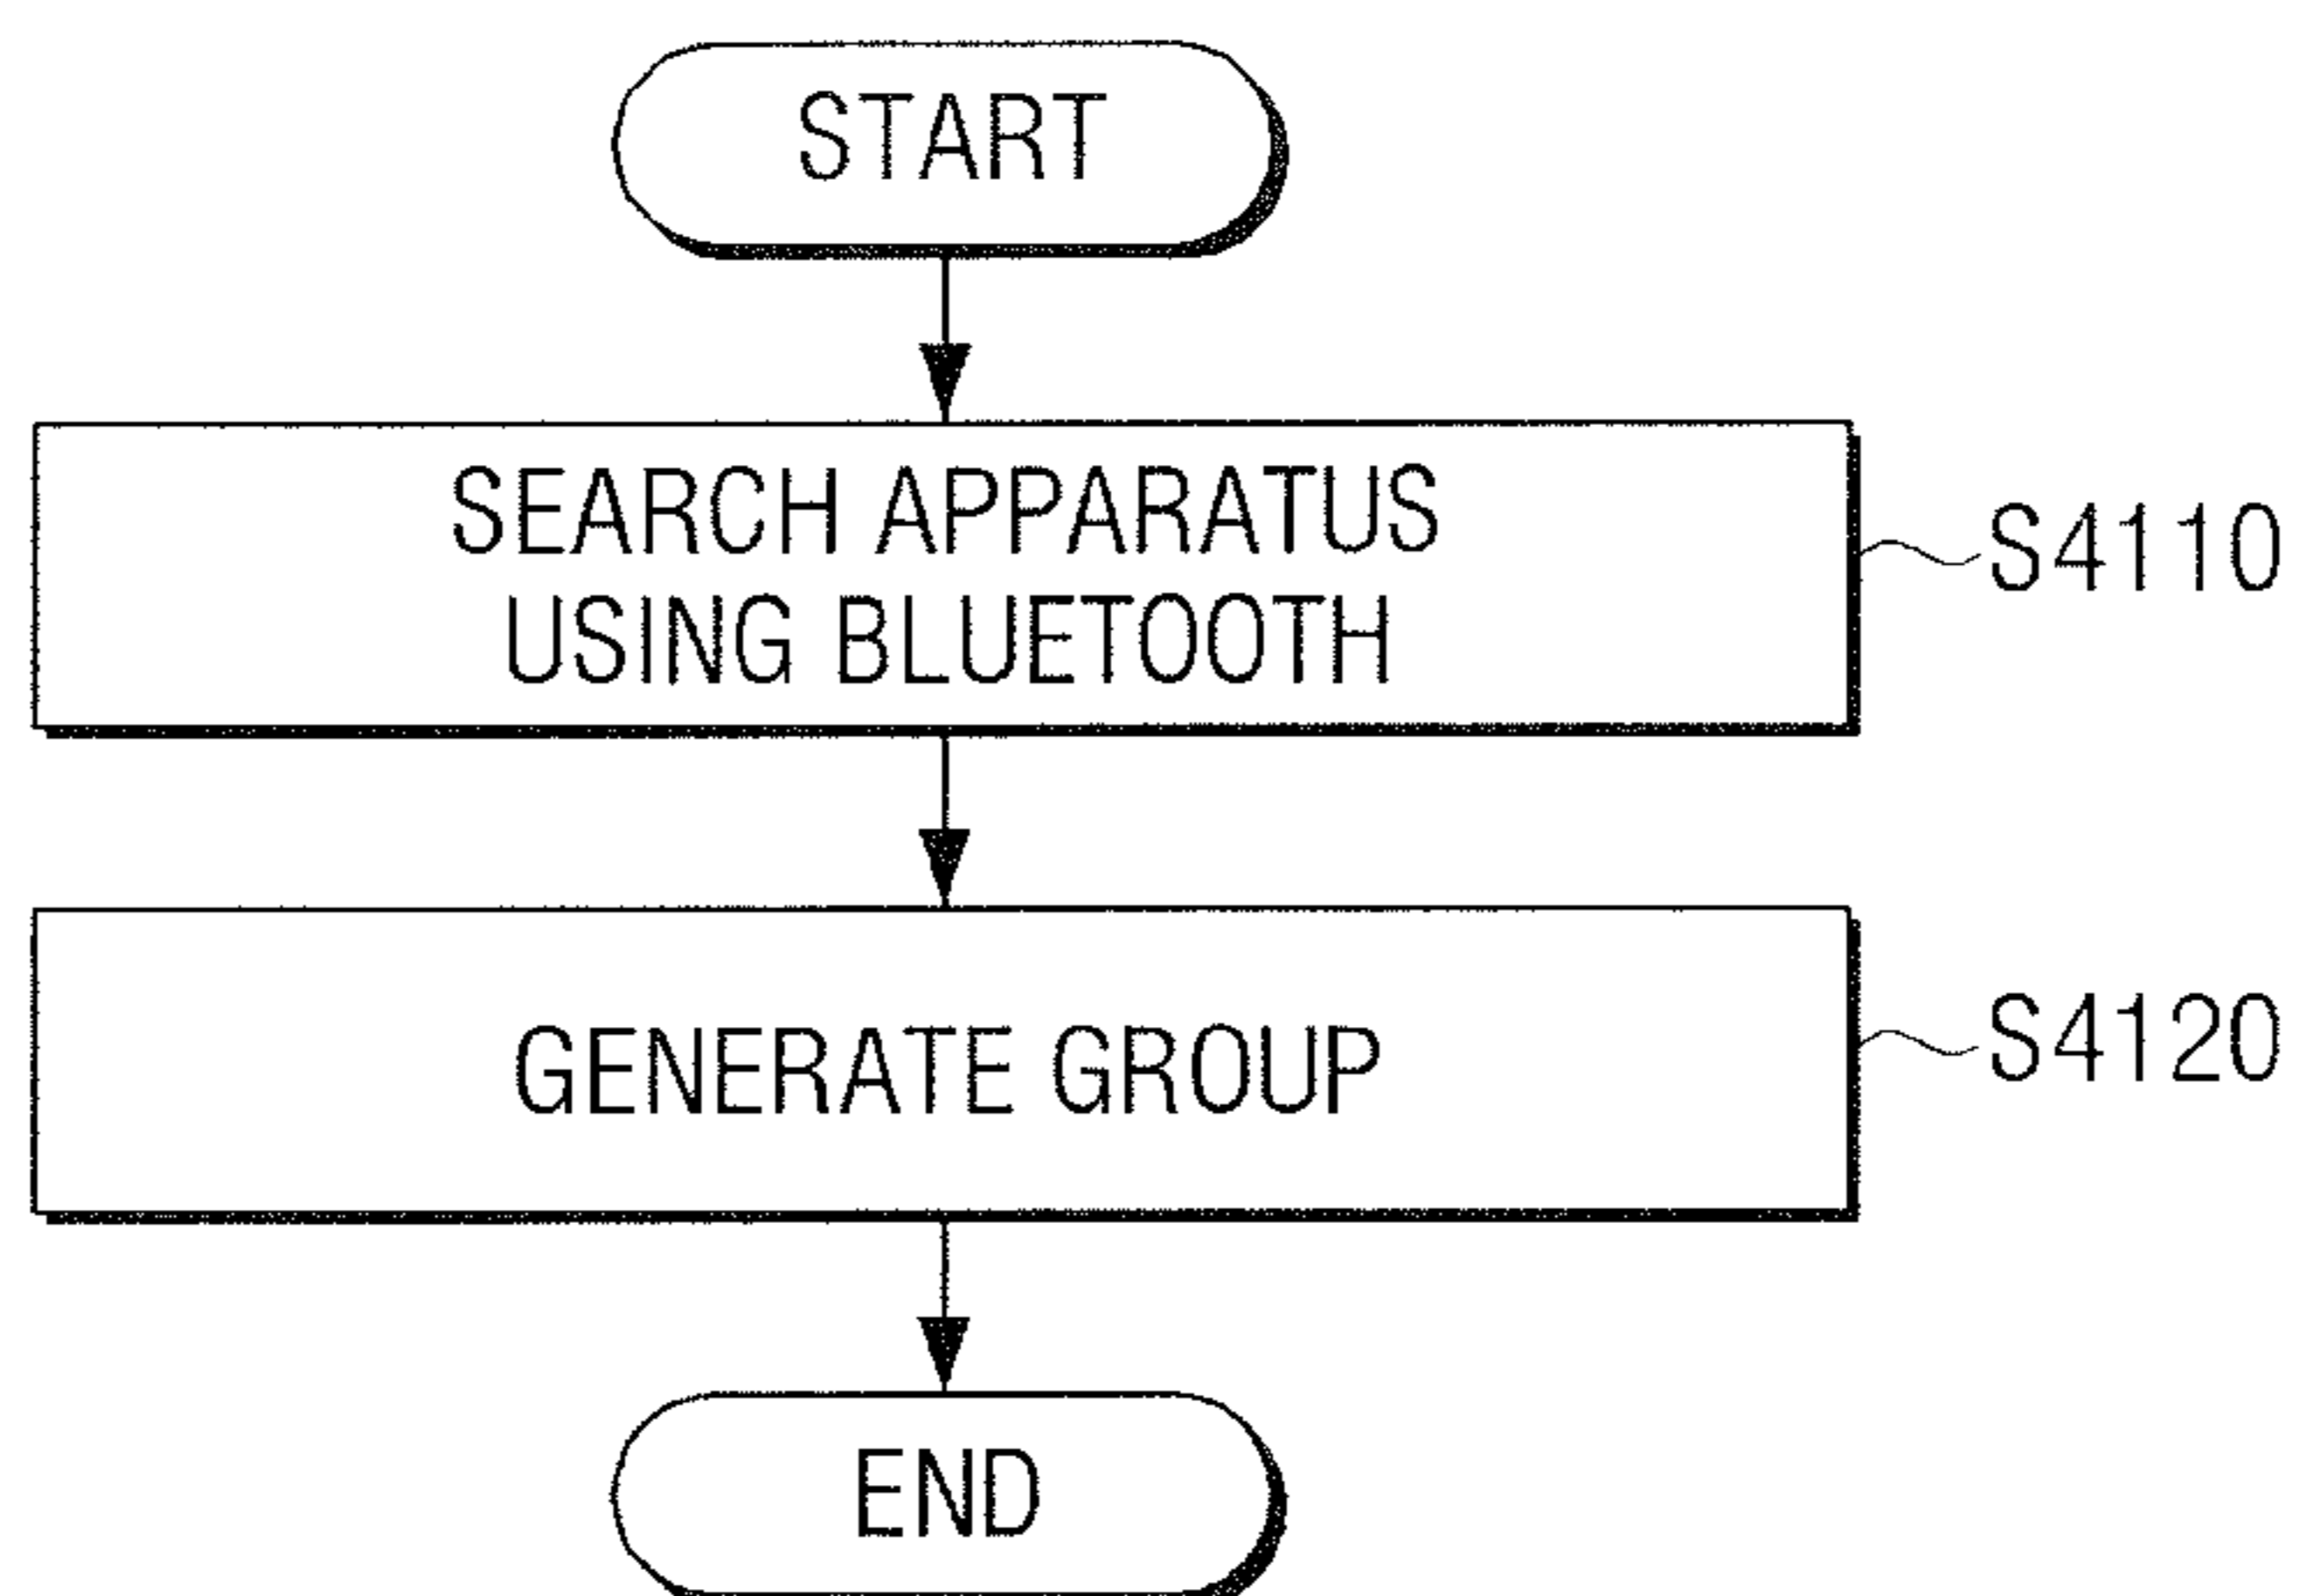 START
SEARCH APPARATUS
USING BLUETOOTH
S4110
GENERATE GROUP
S4120
END